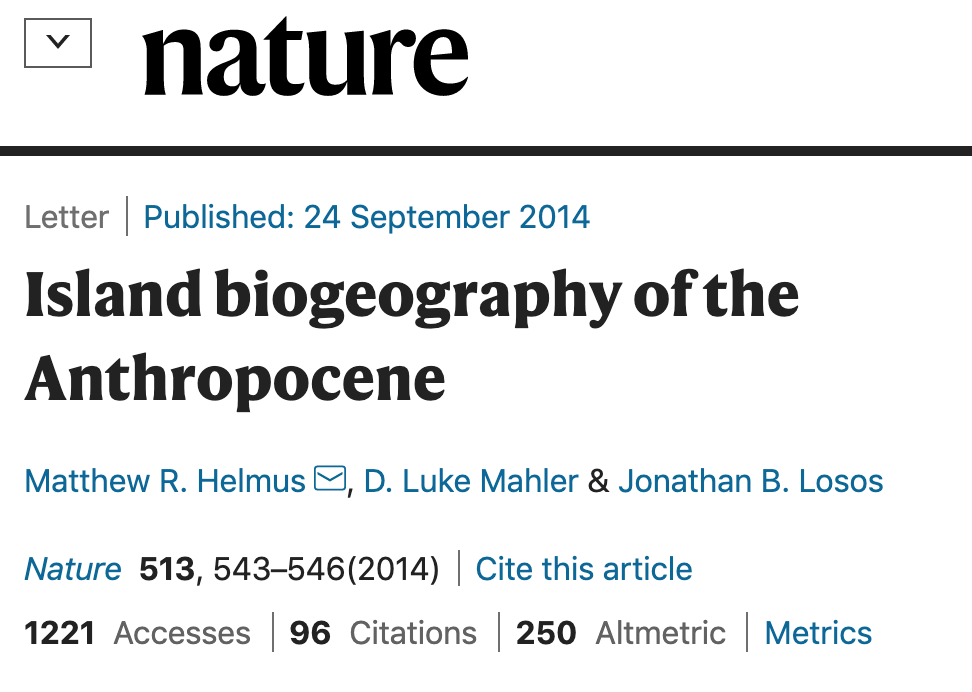 nature
Letter | Published: 24 September 2014
Island biogeography of the
Anthropocene
Matthew R. Helmus, D. Luke Mahler & Jonathan B. Losos
Nature 513, 543–546(2014) | Cite this article
1221 Accesses | 96 Citations | 250 Altmetric | Metrics